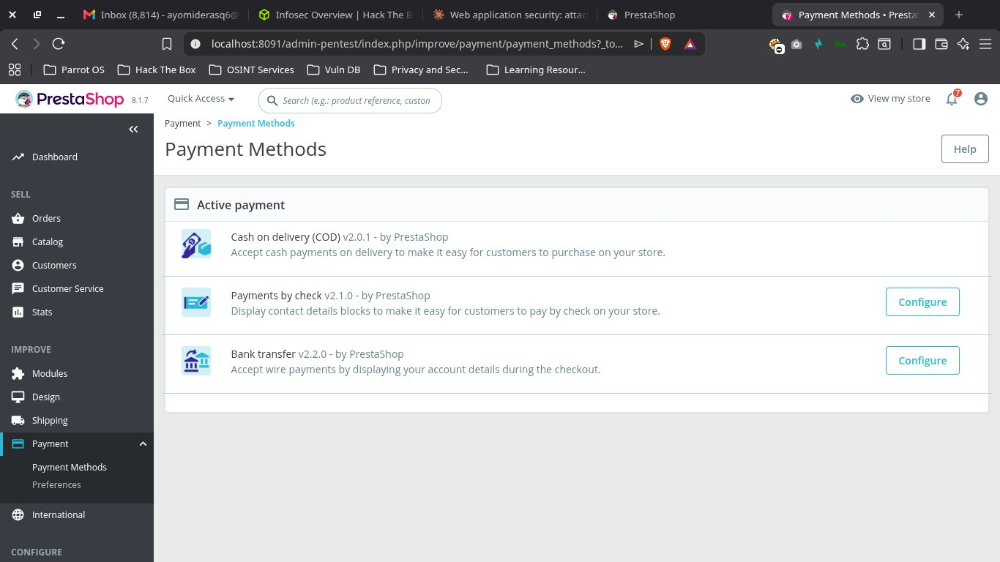 Inbox (8,814) - ayomiderasq6@
Infosec Overview | Hack The B
Web application security: attac
PrestaShop
Payment Methods • Presta
localhost:8091/admin-pentest/index.php/improve/payment/payment_methods?_to...
Parrot OS
Hack The Box
OSINT Services
Vuln DB
Privacy and Sec...
Learning Resour...
PrestaShop 8.1.7
Quick Access
Search (e.g.: product reference, custon
View my store
7
Payment > Payment Methods
Payment Methods
Help
Dashboard
SELL
Orders
Catalog
Customers
Customer Service
Stats
IMPROVE
Modules
Design
Shipping
Payment
Payment Methods
Preferences
International
CONFIGURE
Active payment
Cash on delivery (COD) v2.0.1 - by PrestaShop
Accept cash payments on delivery to make it easy for customers to purchase on your store.
Payments by check v2.1.0 - by PrestaShop
Display contact details blocks to make it easy for customers to pay by check on your store.
Configure
Bank transfer v2.2.0 - by PrestaShop
Accept wire payments by displaying your account details during the checkout.
Configure